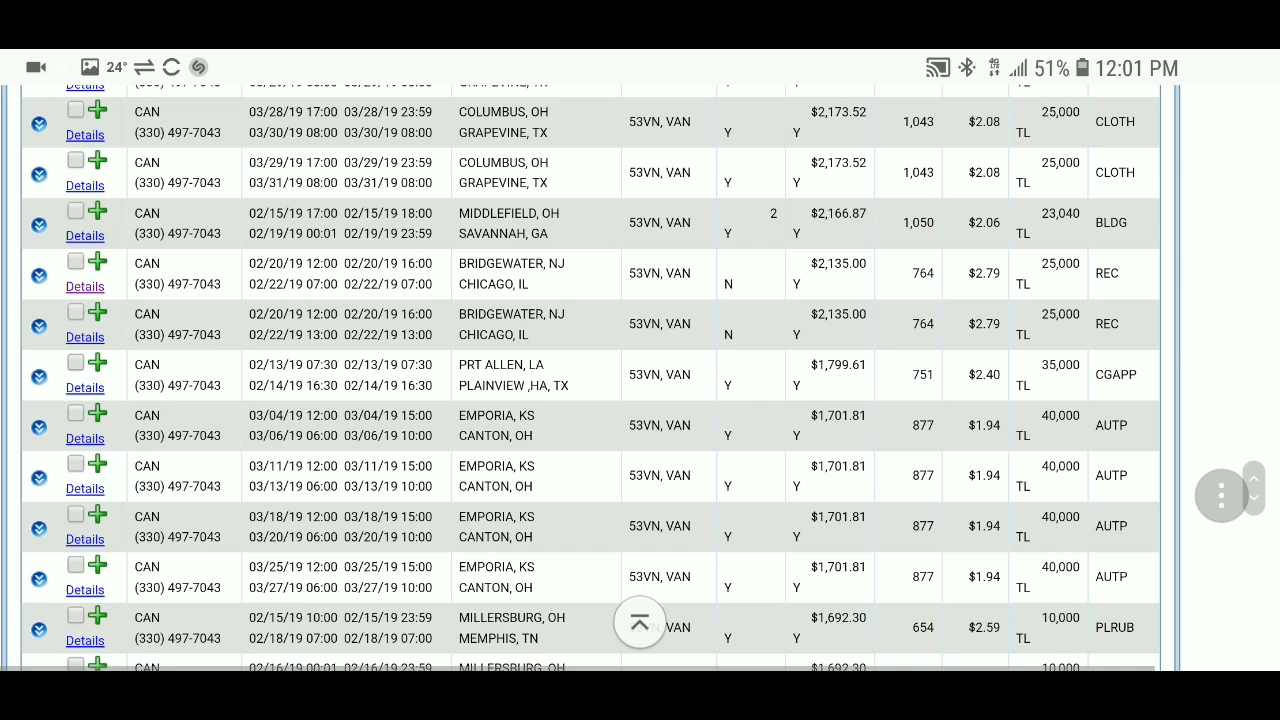 24° 51% 12:01 PM
Details (330) 497-7043
CAN 03/28/19 17:00 03/28/19 23:59 COLUMBUS, OH $2,173.52 25,000
53VN, VAN 1,043 $2.08 CLOTH
Details (330) 497-7043 03/30/19 08:00 03/30/19 08:00 GRAPEVINE, TX Y Y TL
CAN 03/29/19 17:00 03/29/19 23:59 COLUMBUS, OH $2,173.52 25,000
53VN, VAN 1,043 $2.08 CLOTH
Details (330) 497-7043 03/31/19 08:00 03/31/19 08:00 GRAPEVINE, TX Y Y TL
CAN 02/15/19 17:00 02/15/19 18:00 MIDDLEFIELD, OH 2 $2,166.87 23,040
53VN, VAN 1,050 $2.06 BLDG
Details (330) 497-7043 02/19/19 00:01 02/19/19 23:59 SAVANNAH, GA Y Y TL
CAN 02/20/19 12:00 02/20/19 16:00 BRIDGEWATER, NJ $2,135.00 25,000
53VN, VAN 764 $2.79 REC
Details (330) 497-7043 02/22/19 07:00 02/22/19 07:00 CHICAGO, IL N Y TL
CAN 02/20/19 12:00 02/20/19 16:00 BRIDGEWATER, NJ $2,135.00 25,000
53VN, VAN 764 $2.79 REC
Details (330) 497-7043 02/22/19 13:00 02/22/19 13:00 CHICAGO, IL N Y TL
CAN 02/13/19 07:30 02/13/19 07:30 PRT ALLEN, LA $1,799.61 35,000
53VN, VAN 751 $2.40 CGAPP
Details (330) 497-7043 02/14/19 16:30 02/14/19 16:30 PLAINVIEW ,HA, TX Y Y TL
CAN 03/04/19 12:00 03/04/19 15:00 EMPORIA, KS $1,701.81 40,000
53VN, VAN 877 $1.94 AUTP
Details (330) 497-7043 03/06/19 06:00 03/06/19 10:00 CANTON, OH Y Y TL
CAN 03/11/19 12:00 03/11/19 15:00 EMPORIA, KS $1,701.81 40,000
53VN, VAN 877 $1.94 AUTP
Details (330) 497-7043 03/13/19 06:00 03/13/19 10:00 CANTON, OH Y Y TL
CAN 03/18/19 12:00 03/18/19 15:00 EMPORIA, KS $1,701.81 40,000
53VN, VAN 877 $1.94 AUTP
Details (330) 497-7043 03/20/19 06:00 03/20/19 10:00 CANTON, OH Y Y TL
CAN 03/25/19 12:00 03/25/19 15:00 EMPORIA, KS $1,701.81 40,000
53VN, VAN 877 $1.94 AUTP
Details (330) 497-7043 03/27/19 06:00 03/27/19 10:00 CANTON, OH Y Y TL
CAN 02/15/19 10:00 02/15/19 23:59 MILLERSBURG, OH $1,692.30 10,000
VAN 654 $2.59 PLRUB
Details (330) 497-7043 02/18/19 07:00 02/18/19 07:00 MEMPHIS, TN Y Y TL
CAN 02/16/19 00:01 02/16/19 23:59 MILLERSBURG, OH $1,692.30 10,000